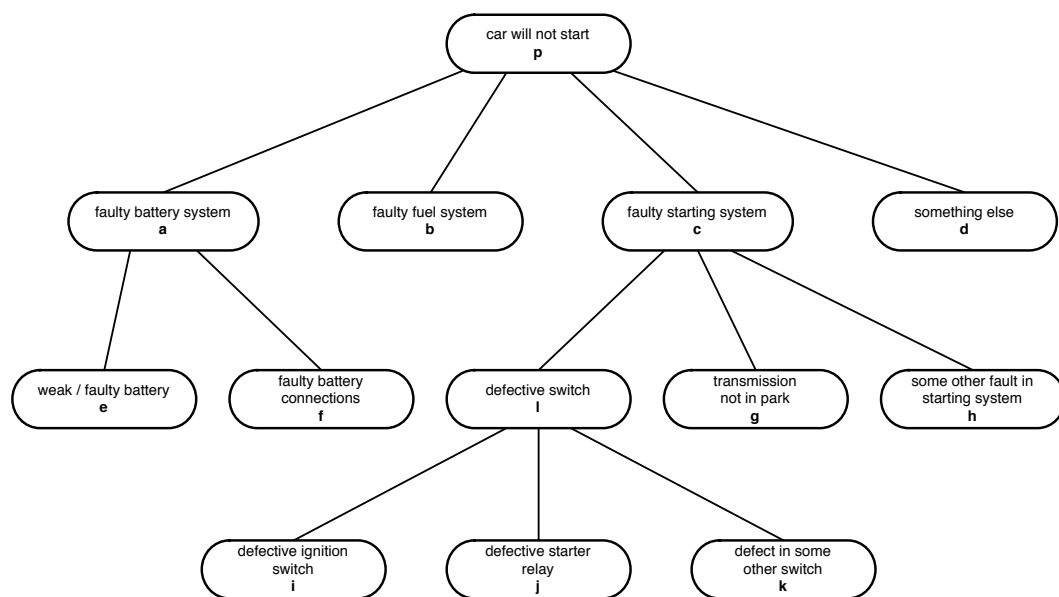 car will not start
p
faulty battery system
a
faulty fuel system
b
faulty starting system
c
something else
d
weak / faulty battery
e
faulty battery
connections
f
defective switch
l
transmission
not in park
g
some other fault in
starting system
h
defective ignition
switch
i
defective starter
relay
j
defect in some
other switch
k